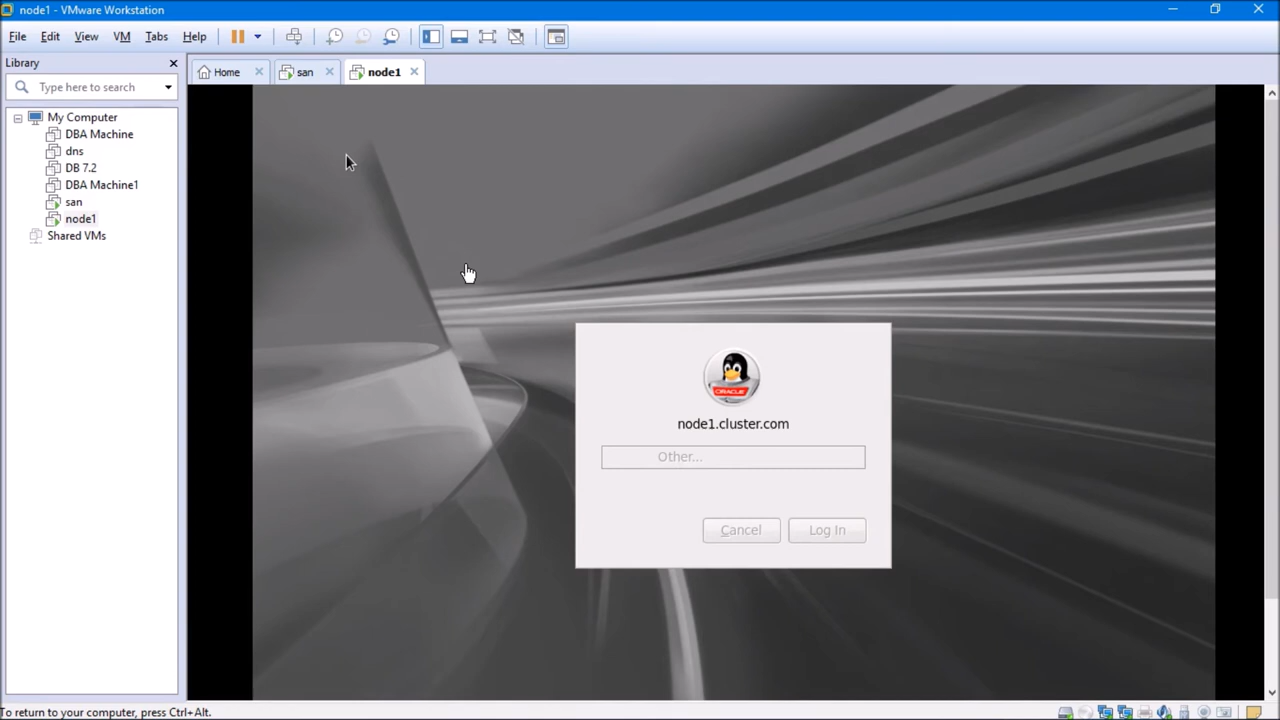 node1 - VMware Workstation
File Edit View VM Tabs Help
Library
Type here to search
My Computer
DBA Machine
dns
DB 7.2
DBA Machine1
san
node1
Shared VMs
Home
san
node1
ORACLE
node1.cluster.com
Other...
Cancel
Log In
To return to your computer, press Ctrl+Alt.